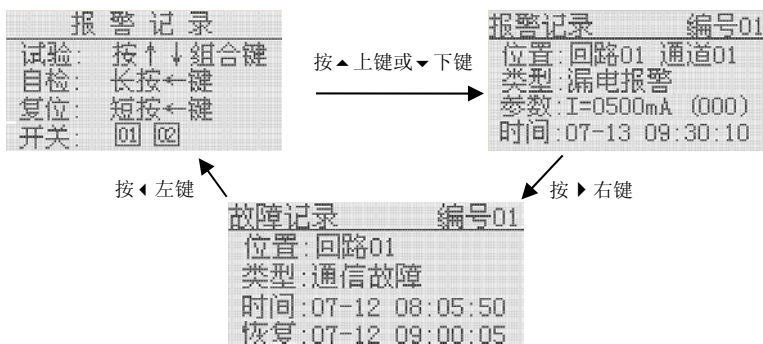 报 警 记 录
试验: 按↑↓组合键
自检: 长按←键
复位: 短按←键
开关: 01 02
按▲上键或▼下键
报警记录 编号01
位置:回路01 通道01
类型:漏电报警
参数:I=0500mA (000)
时间:07-13 09:30:10
按◀左键
按▶右键
故障记录 编号01
位置:回路01
类型:通信故障
时间:07-12 08:05:50
恢复:07-12 09:00:05